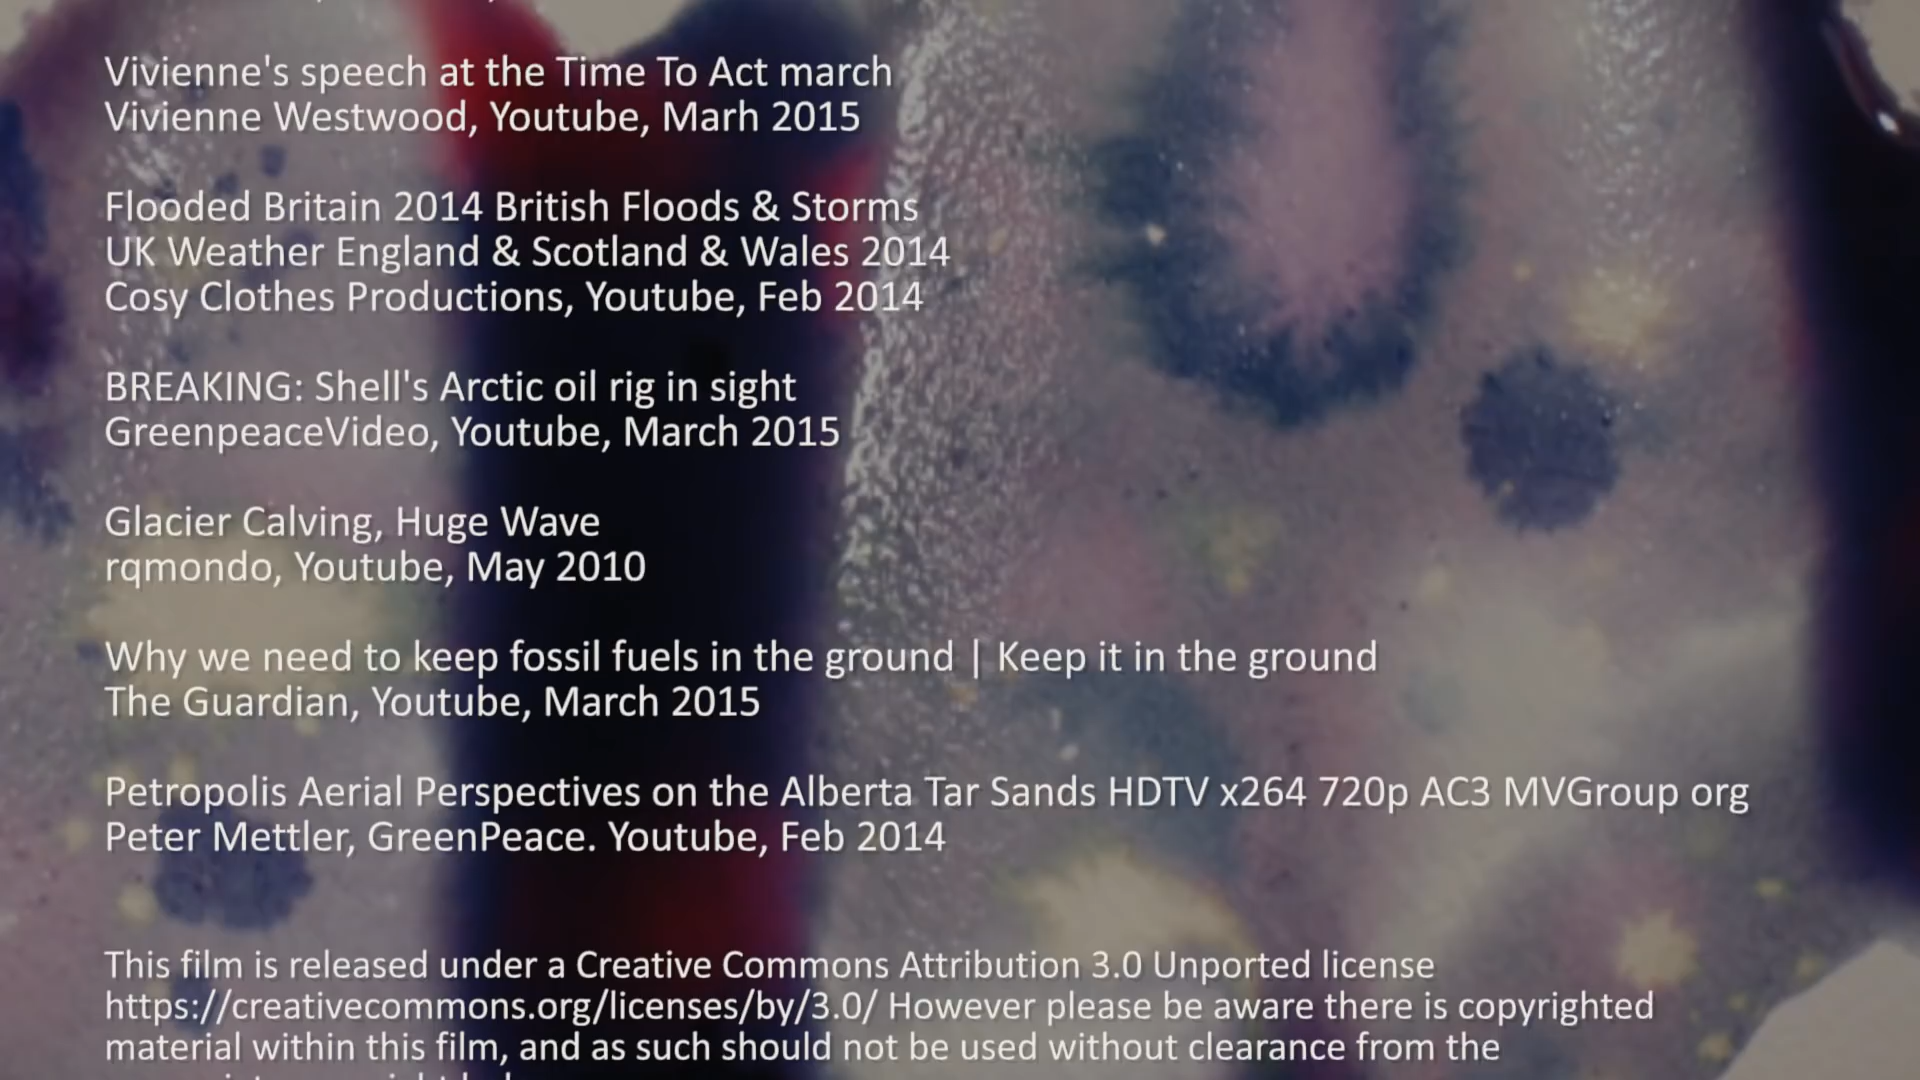 Vivienne's speech at the Time To Act march
Vivienne Westwood, Youtube, Marh 2015
Flooded Britain 2014 British Floods & Storms
UK Weather England & Scotland & Wales 2014
Cosy Clothes Productions, Youtube, Feb 2014
BREAKING: Shell's Arctic oil rig in sight
GreenpeaceVideo, Youtube, March 2015
Glacier Calving, Huge Wave
rqmondo, Youtube, May 2010
Why we need to keep fossil fuels in the ground | Keep it in the ground
The Guardian, Youtube, March 2015
Petropolis Aerial Perspectives on the Alberta Tar Sands HDTV x264 720p AC3 MVGroup org
Peter Mettler, GreenPeace. Youtube, Feb 2014
This film is released under a Creative Commons Attribution 3.0 Unported license
https://creativecommons.org/licenses/by/3.0/ However please be aware there is copyrighted
material within this film, and as such should not be used without clearance from the